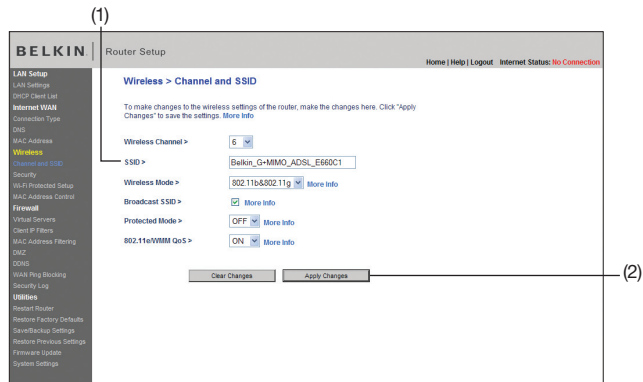 (1)
BELKIN. Router Setup
Home | Help | Logout Internet Status: No Connection
LAN Setup
LAN Settings
DHCP Client List
Internet WAN
Connection Type
DNS
MAC Address
Wireless
Channel and SSID
Security
Wi-Fi Protected Setup
MAC Address Control
Firewall
Virtual Servers
Client IP Filters
MAC Address Filtering
DMZ
DDNS
WAN Ping Blocking
Security Log
Utilities
Restart Router
Restore Factory Defaults
Save/Backup Settings
Restore Previous Settings
Firmware Update
System Settings
Wireless > Channel and SSID
To make changes to the wireless settings of the router, make the changes here. Click "Apply
Changes" to save the settings. More Info
Wireless Channel > 6
SSID > Belkin_G+MIMO_ADSL_E660C1
Wireless Mode > 802.11b&802.11g More Info
Broadcast SSID > More Info
Protected Mode > OFF More Info
802.11e/WMM QoS > ON More Info
Clear Changes Apply Changes
(2)